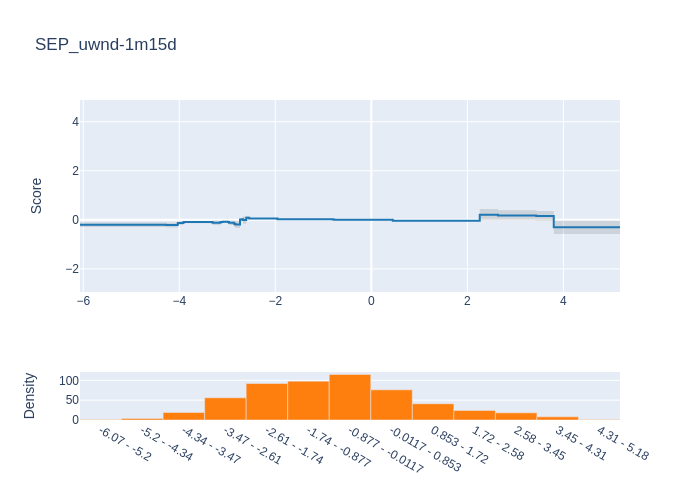 SEP_uwnd-1m15d
Score
4
2
0
−2
−6
−4
−2
0
2
4
Density
100
50
0
-6.07 - -5.2
-5.2 - -4.34
-4.34 - -3.47
-3.47 - -2.61
-2.61 - -1.74
-1.74 - -0.877
-0.877 - -0.0117
-0.0117 - 0.853
0.853 - 1.72
1.72 - 2.58
2.58 - 3.45
3.45 - 4.31
4.31 - 5.18